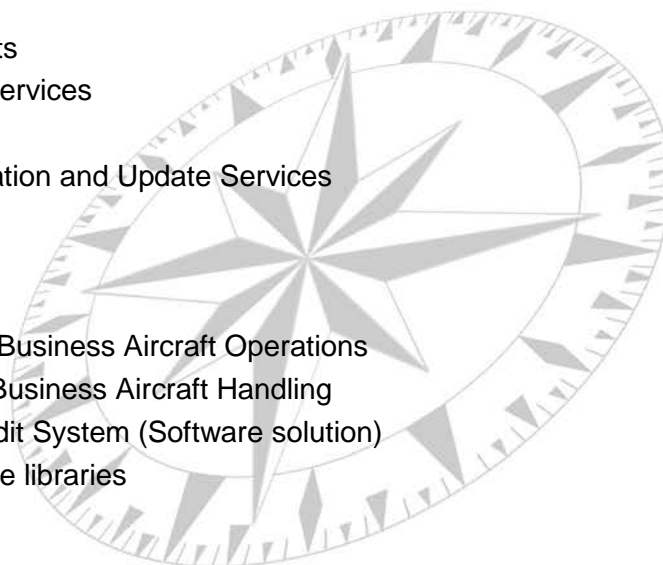 ts
ervices
ation and Update Services
Business Aircraft Operations
Business Aircraft Handling
dit System (Software solution)
e libraries